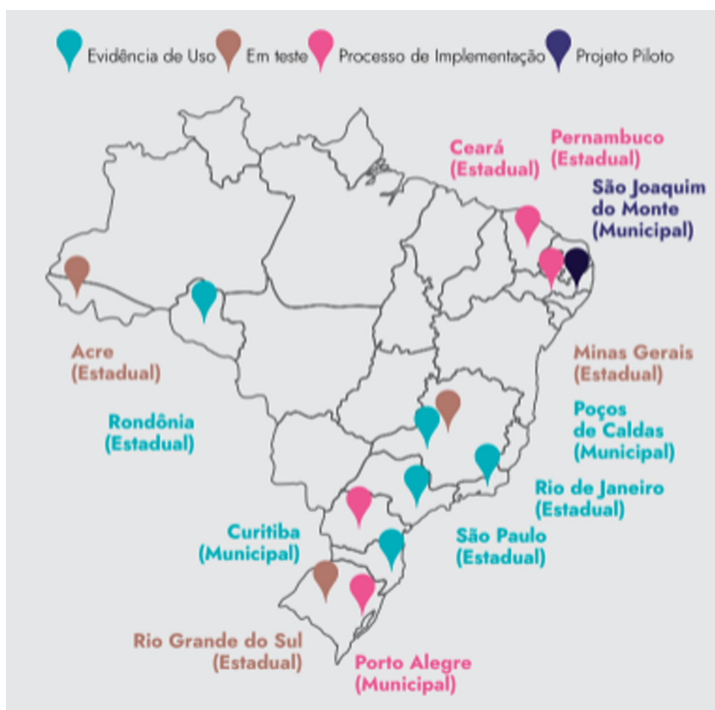 Evidência de Uso
Em teste
Processo de Implementação
Projeto Piloto
Ceará
(Estadual)
Pernambuco
(Estadual)
São Joaquim
do Monte
(Municipal)
Acre
(Estadual)
Minas Gerais
(Estadual)
Rondônia
(Estadual)
Poços
de Caldas
(Municipal)
Rio de Janeiro
(Estadual)
Curitiba
(Municipal)
São Paulo
(Estadual)
Rio Grande do Sul
(Estadual)
Porto Alegre
(Municipal)